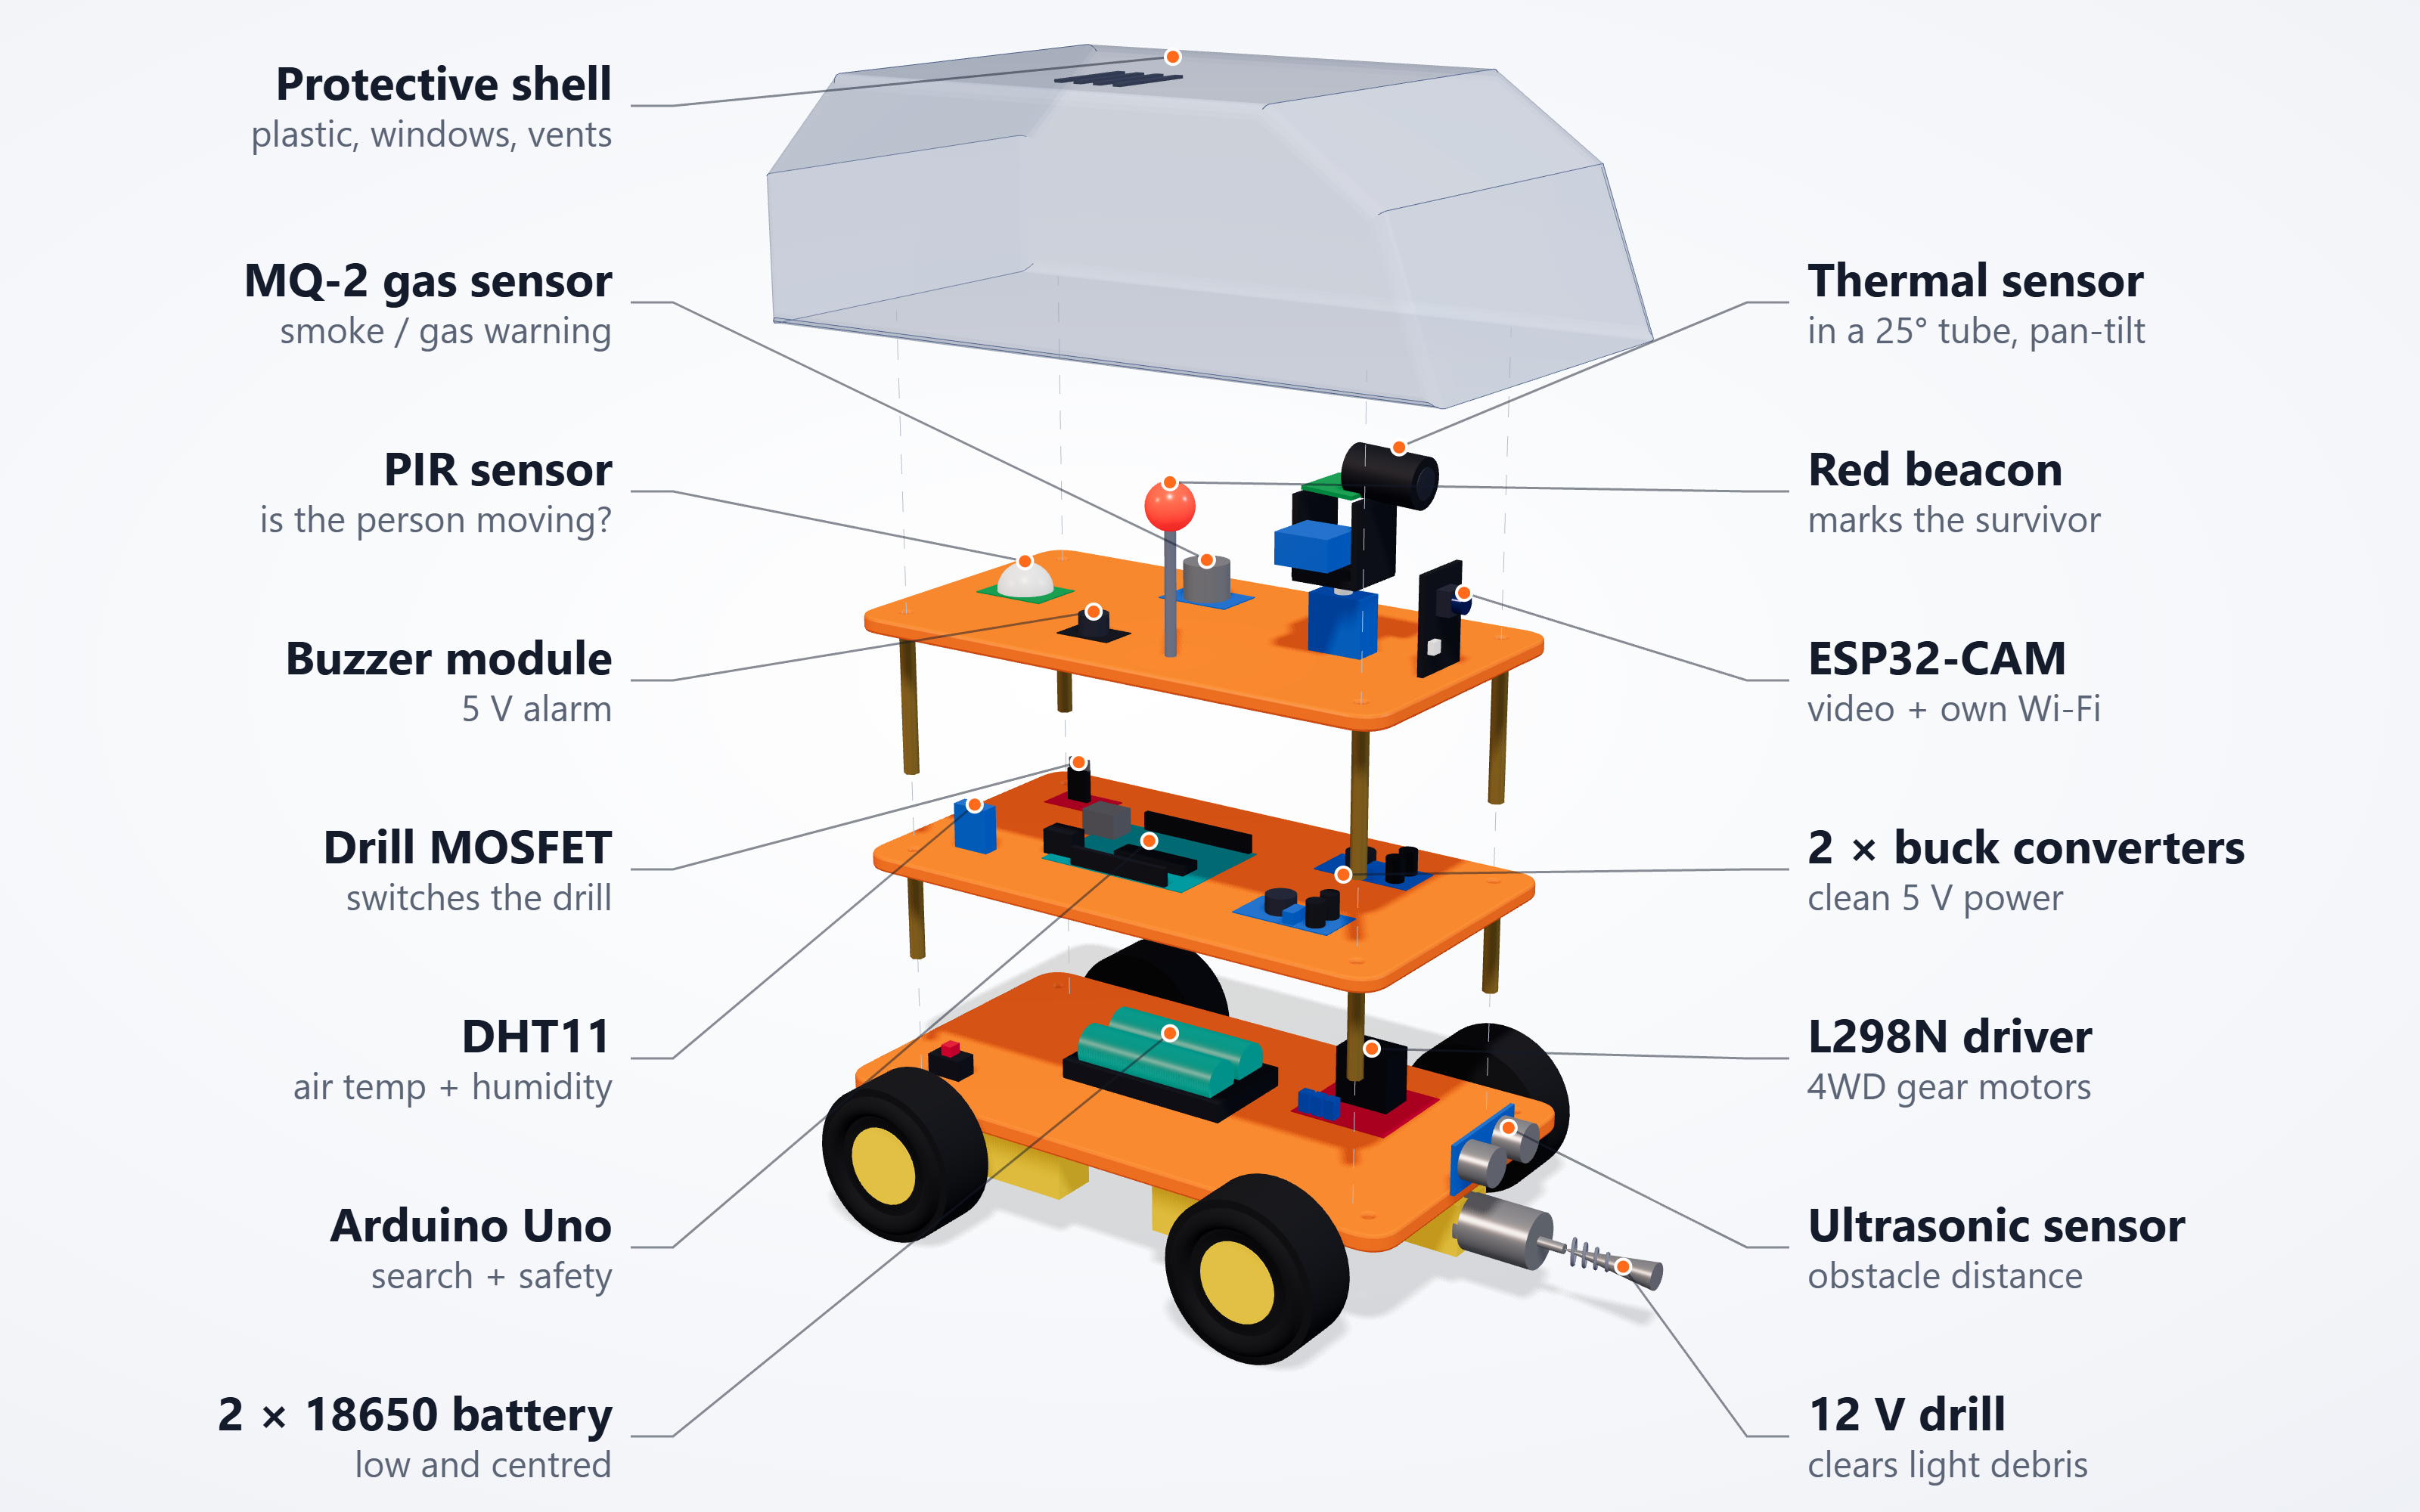 Protective shell
plastic, windows, vents
MQ-2 gas sensor
smoke / gas warning
PIR sensor
is the person moving?
Buzzer module
5 V alarm
Drill MOSFET
switches the drill
DHT11
air temp + humidity
Arduino Uno
search + safety
2 × 18650 battery
low and centred
Thermal sensor
in a 25° tube, pan-tilt
Red beacon
marks the survivor
ESP32-CAM
video + own Wi-Fi
2 × buck converters
clean 5 V power
L298N driver
4WD gear motors
Ultrasonic sensor
obstacle distance
12 V drill
clears light debris